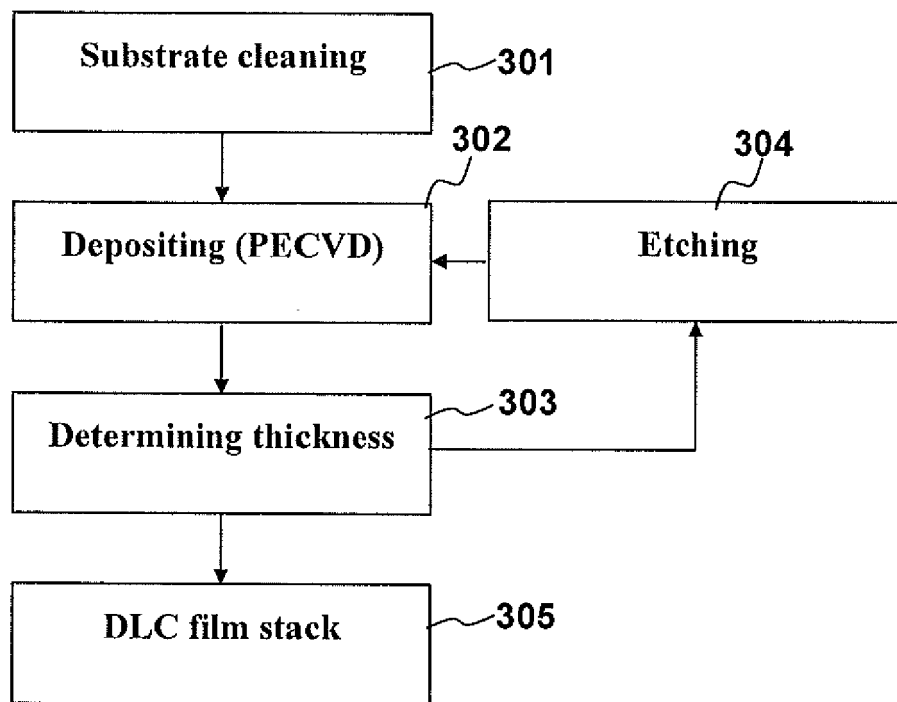 Substrate cleaning
301
302
304
Depositing (PECVD)
Etching
303
Determining thickness
DLC film stack
305